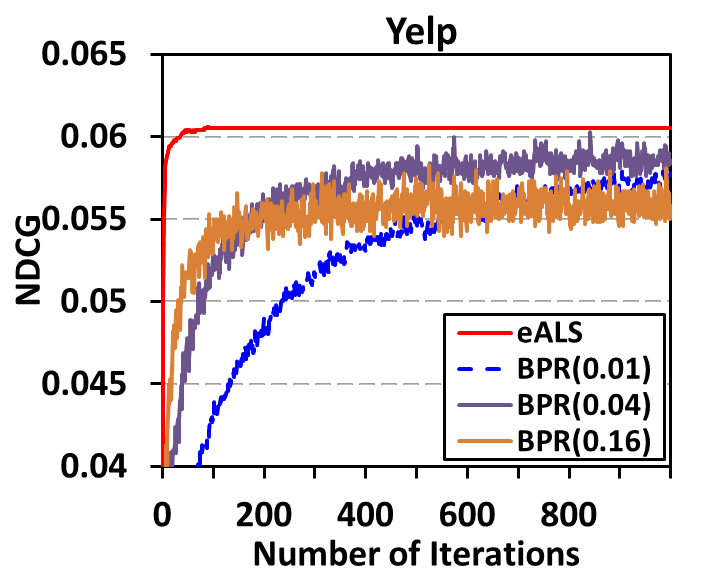 Yelp
0.065
0.06
0.055
0.05
0.045
0.04
NDCG
0 200 400 600 800
Number of Iterations
eALS
BPR(0.01)
BPR(0.04)
BPR(0.16)